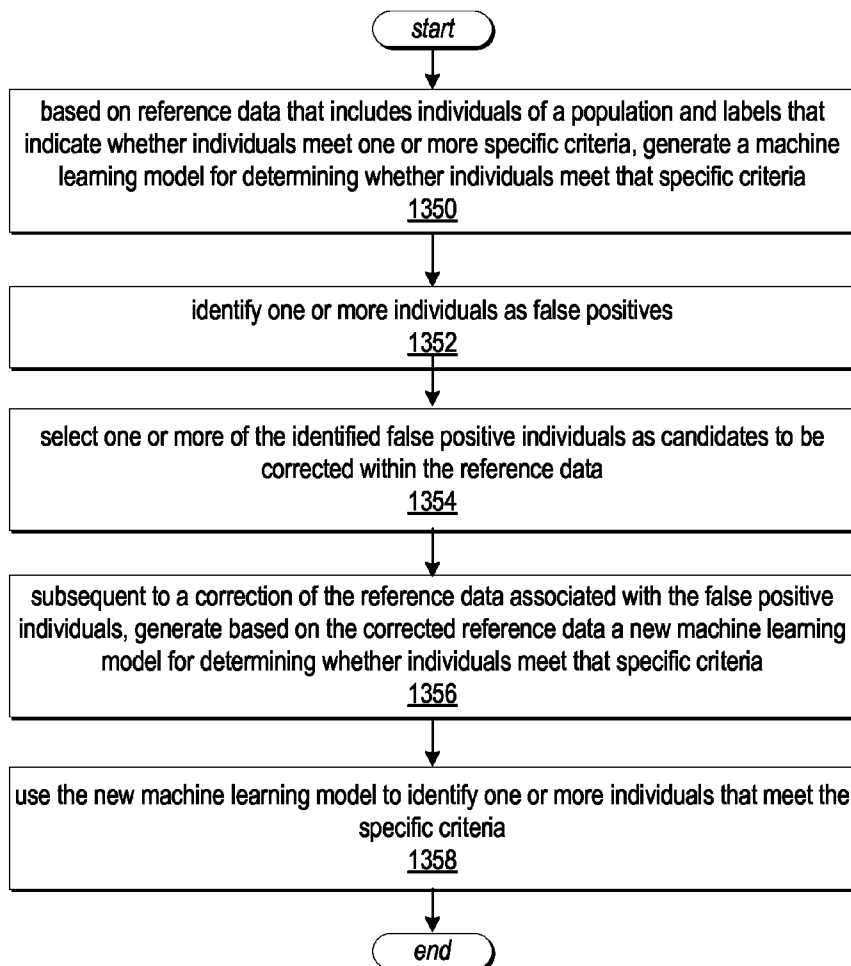 start
based on reference data that includes individuals of a population and labels that
indicate whether individuals meet one or more specific criteria, generate a machine
learning model for determining whether individuals meet that specific criteria
1350
identify one or more individuals as false positives
1352
select one or more of the identified false positive individuals as candidates to be
corrected within the reference data
1354
subsequent to a correction of the reference data associated with the false positive
individuals, generate based on the corrected reference data a new machine learning
model for determining whether individuals meet that specific criteria
1356
use the new machine learning model to identify one or more individuals that meet the
specific criteria
1358
end